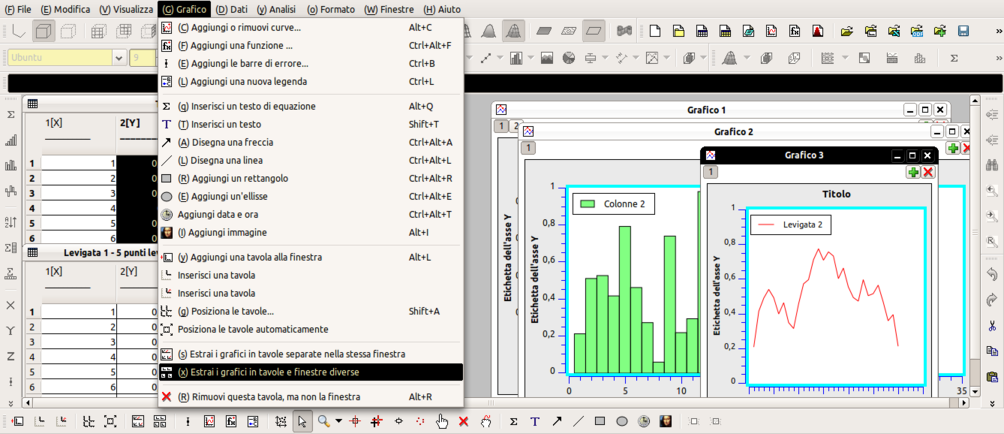 (F) File (E) Modifica (V) Visualizza (G) Grafico (D) Dati (y) Analisi (o) Formato (W) Finestre (H) Aiuto
(C) Aggiungi o rimuovi curve... Alt+C
(F) Aggiungi una funzione ... Ctrl+Alt+F
(E) Aggiungi le barre di errore... Ctrl+B
(L) Aggiungi una nuova legenda Ctrl+L
(q) Inserisci un testo di equazione Alt+Q
(T) Inserisci un testo Shift+T
(A) Disegna una freccia Ctrl+Alt+A
(L) Disegna una linea Ctrl+Alt+L
(R) Aggiungi un rettangolo Ctrl+Alt+R
(E) Aggiungi un'ellisse Ctrl+Alt+E
Aggiungi data e ora Ctrl+Alt+T
(I) Aggiungi immagine Alt+I
(y) Aggiungi una tavola alla finestra Alt+L
Inserisci una tavola
Inserisci una tavola
(g) Posiziona le tavole... Shift+A
Posiziona le tavole automaticamente
(s) Estrai i grafici in tavole separate nella stessa finestra
(x) Estrai i grafici in tavole e finestre diverse
(R) Rimuovi questa tavola, ma non la finestra Alt+R
Ubuntu 9
1[X] 2[Y]
1 1 0
2 2 0
3 3 0
4 4
5 5 0
6 6 0
Levigata 1 - 5 punti lev
1[X] 2[Y]
1 1 0
2 2 0
3 3 0
4 4 0
5 5 0
6 6 0
Grafico 1
1 2
Etichetta dell'asse Y
35
Grafico 2
1
Etichetta dell'asse Y
1
0,8
0,6
0,4
0,2
0
0 5 10
Colonne 2
Grafico 3
1
Titolo
Etichetta dell'asse Y
1
0,8
0,6
0,4
0,2
0
Levigata 2